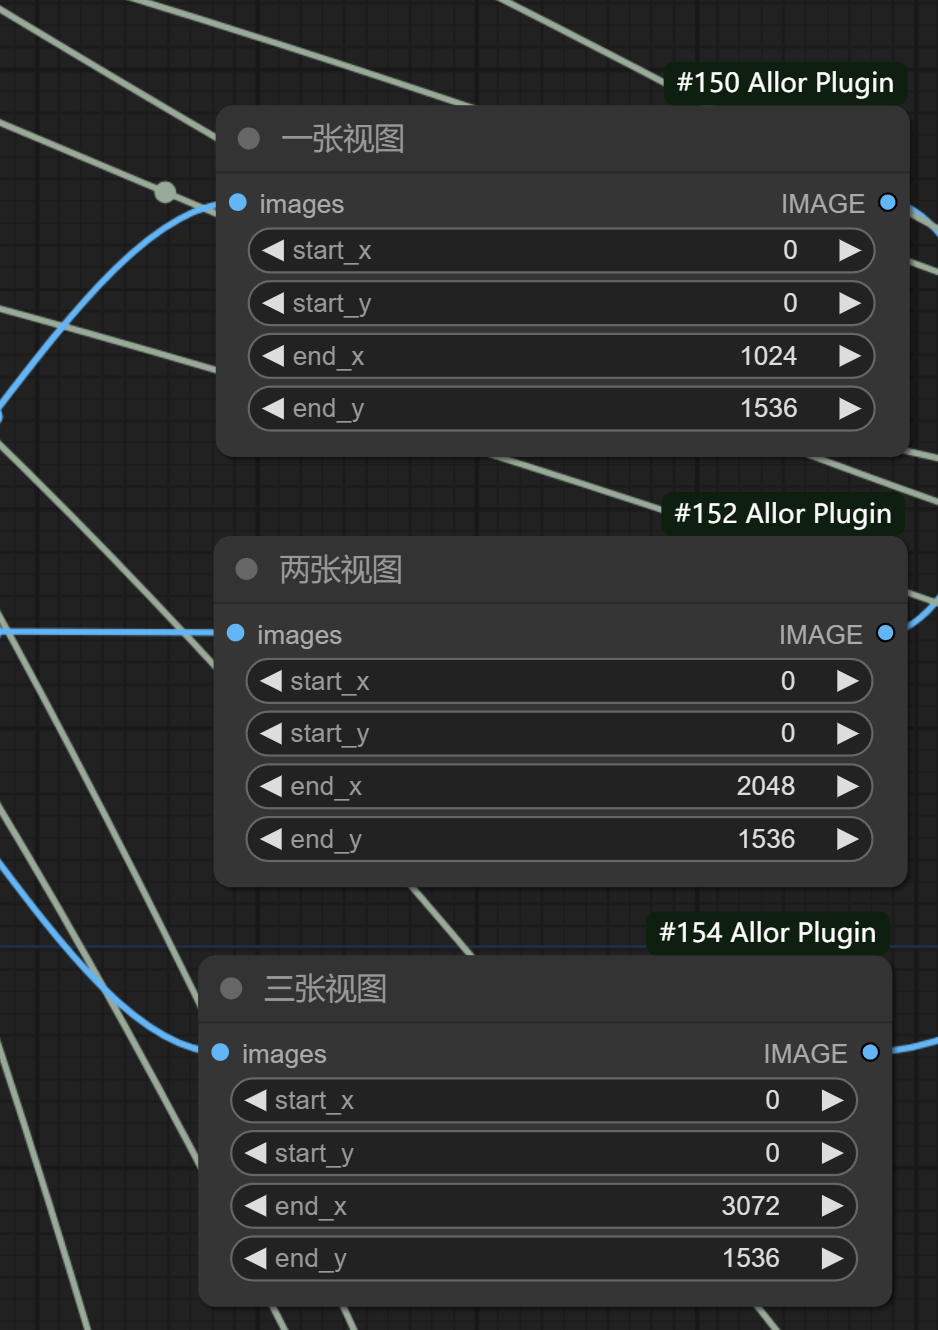 #150 Allor Plugin
一张视图
images IMAGE
start_x 0
start_y 0
end_x 1024
end_y 1536
#152 Allor Plugin
两张视图
images IMAGE
start_x 0
start_y 0
end_x 2048
end_y 1536
#154 Allor Plugin
三张视图
images IMAGE
start_x 0
start_y 0
end_x 3072
end_y 1536